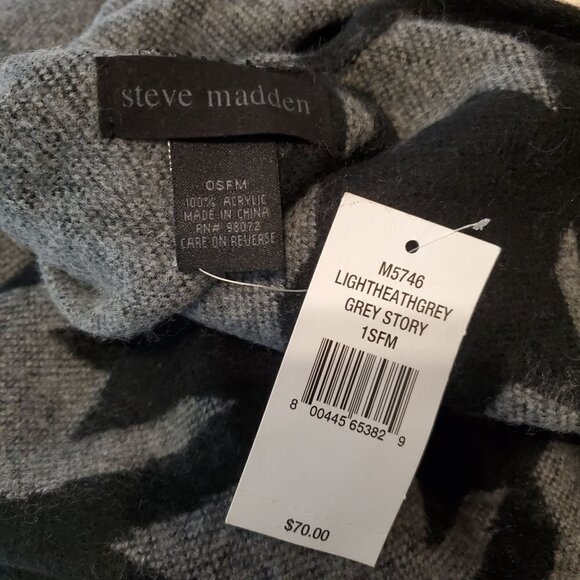 steve madden
OSFM
100% ACRYLIC
MADE IN CHINA
RN# 98072
CARE ON REVERSE
M5746
LIGHTHEATHGREY
GREY STORY
1SFM
8 00445 65382 9
$70.00